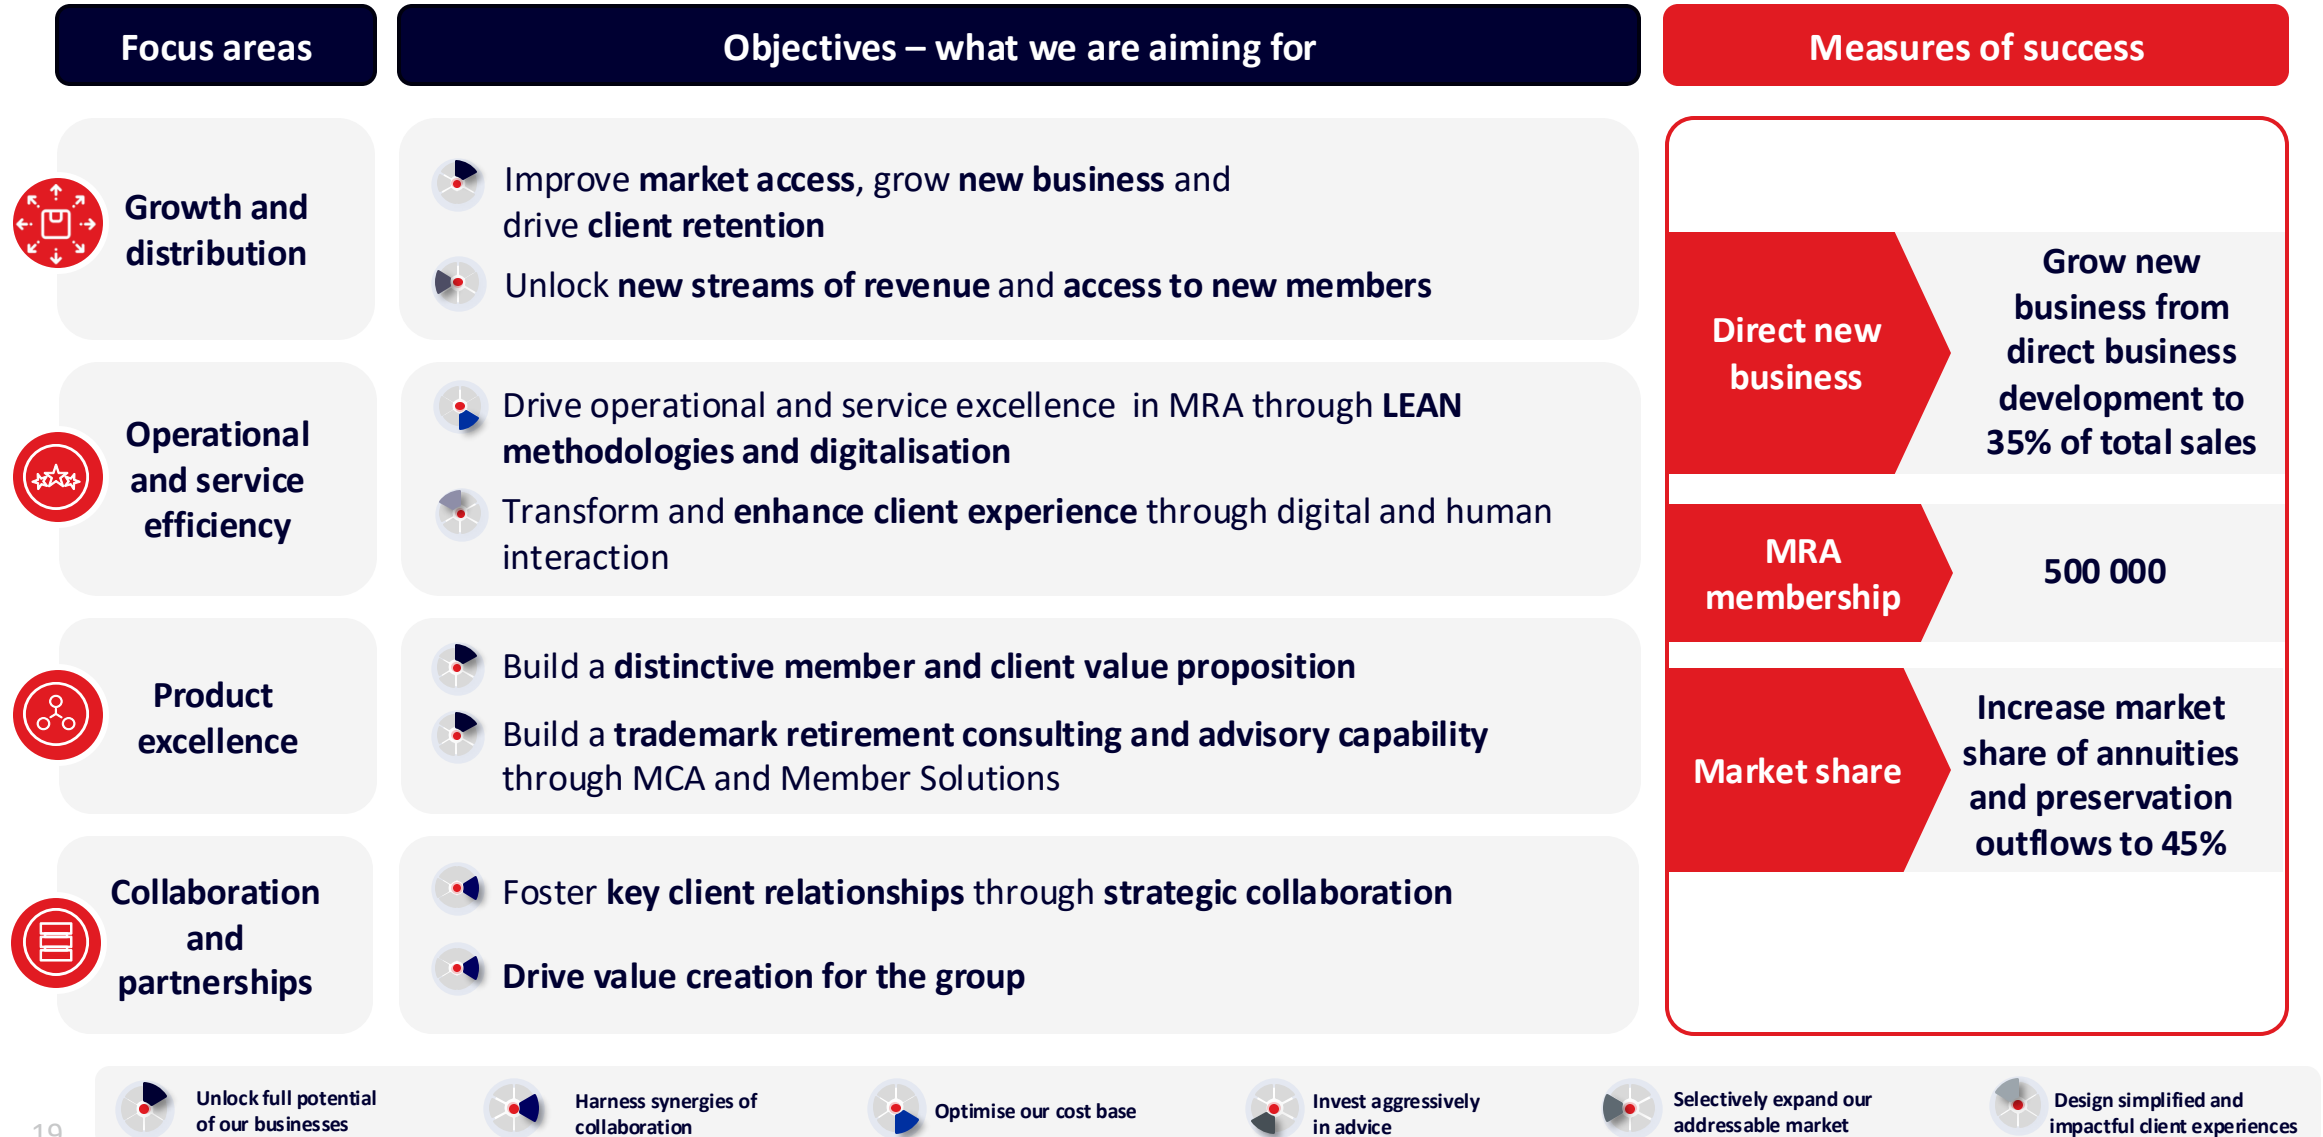 Focus areas
Objectives – what we are aiming for
Measures of success
Growth and
distribution
Improve market access, grow new business and
drive client retention
Unlock new streams of revenue and access to new members
Operational
and service
efficiency
Drive operational and service excellence in MRA through LEAN
methodologies and digitalisation
Transform and enhance client experience through digital and human
interaction
Product
excellence
Build a distinctive member and client value proposition
Build a trademark retirement consulting and advisory capability
through MCA and Member Solutions
Collaboration
and
partnerships
Foster key client relationships through strategic collaboration
Drive value creation for the group
Direct new
business
Grow new
business from
direct business
development to
35% of total sales
MRA
membership
500 000
Market share
Increase market
share of annuities
and preservation
outflows to 45%
19
Unlock full potential
of our businesses
Harness synergies of
collaboration
Optimise our cost base
Invest aggressively
in advice
Selectively expand our
addressable market
Design simplified and
impactful client experiences